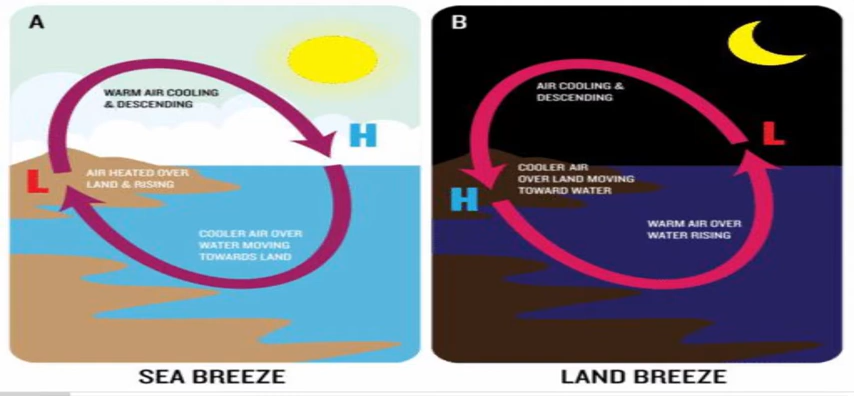 A
WARM AIR COOLING
& DESCENDING
H
L
AIR HEATED OVER
LAND & RISING
COOLER AIR OVER
WATER MOVING
TOWARDS LAND
SEA BREEZE
B
AIR COOLING &
DESCENDING
L
COOLER AIR
OVER LAND MOVING
TOWARD WATER
H
WARM AIR OVER
WATER RISING
LAND BREEZE